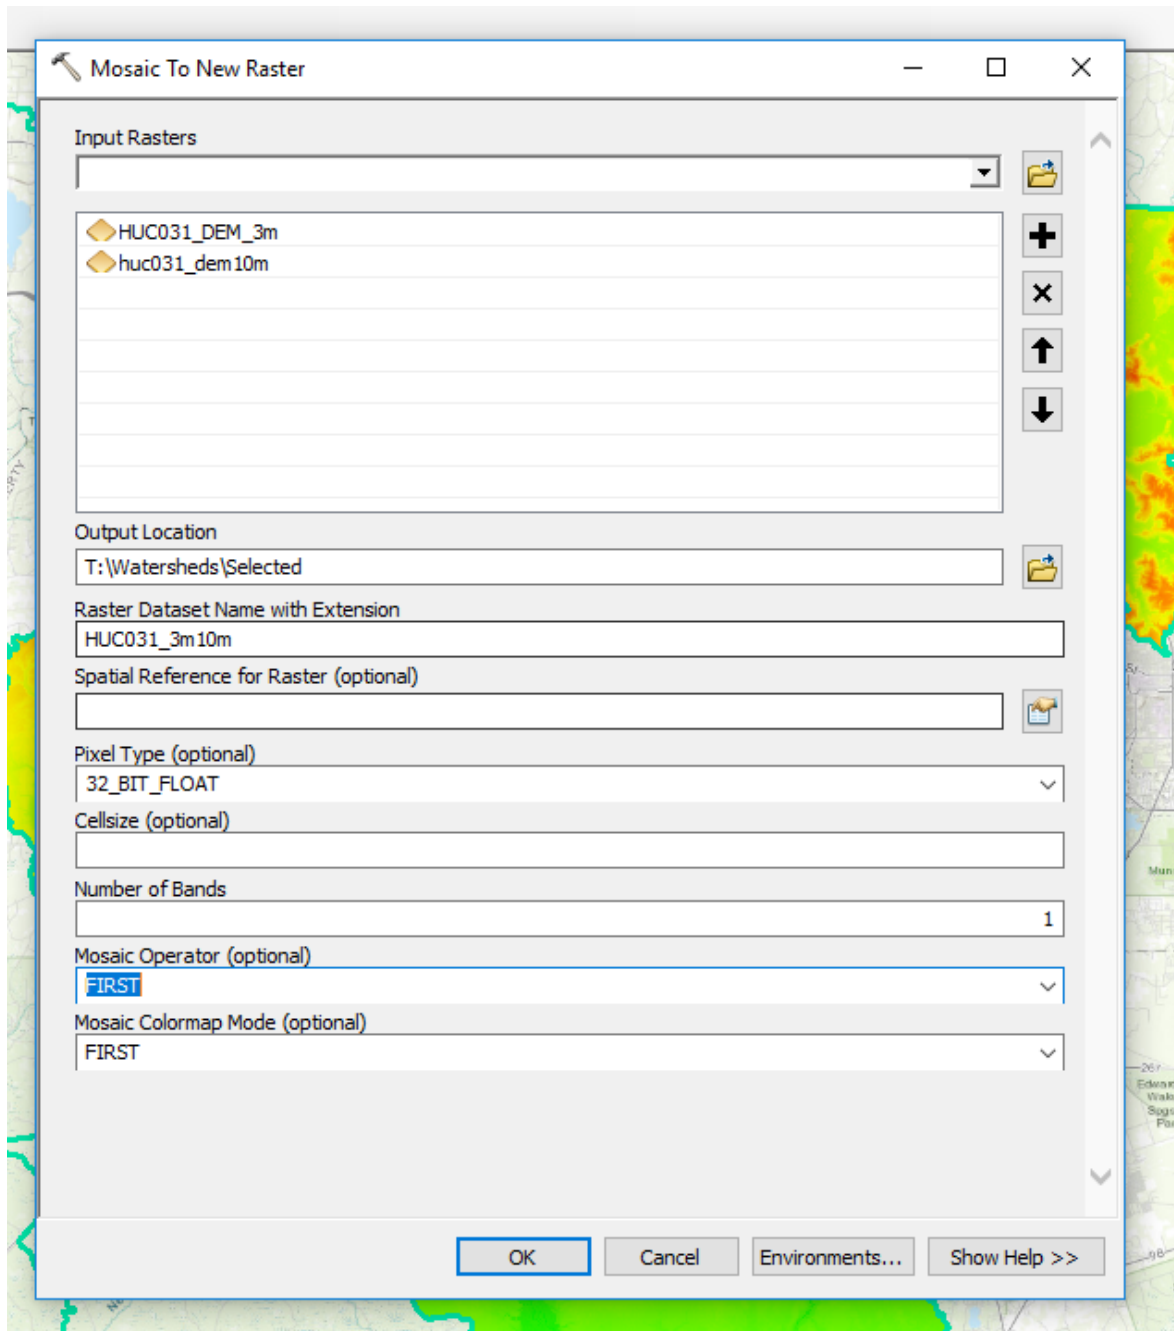 Mosaic To New Raster
Input Rasters
HUC031_DEM_3m
huc031_dem10m
Output Location
T:\Watersheds\Selected
Raster Dataset Name with Extension
HUC031_3m10m
Spatial Reference for Raster (optional)
Pixel Type (optional)
32_BIT_FLOAT
Cellsize (optional)
Number of Bands
1
Mosaic Operator (optional)
FIRST
Mosaic Colormap Mode (optional)
FIRST
OK
Cancel
Environments...
Show Help >>